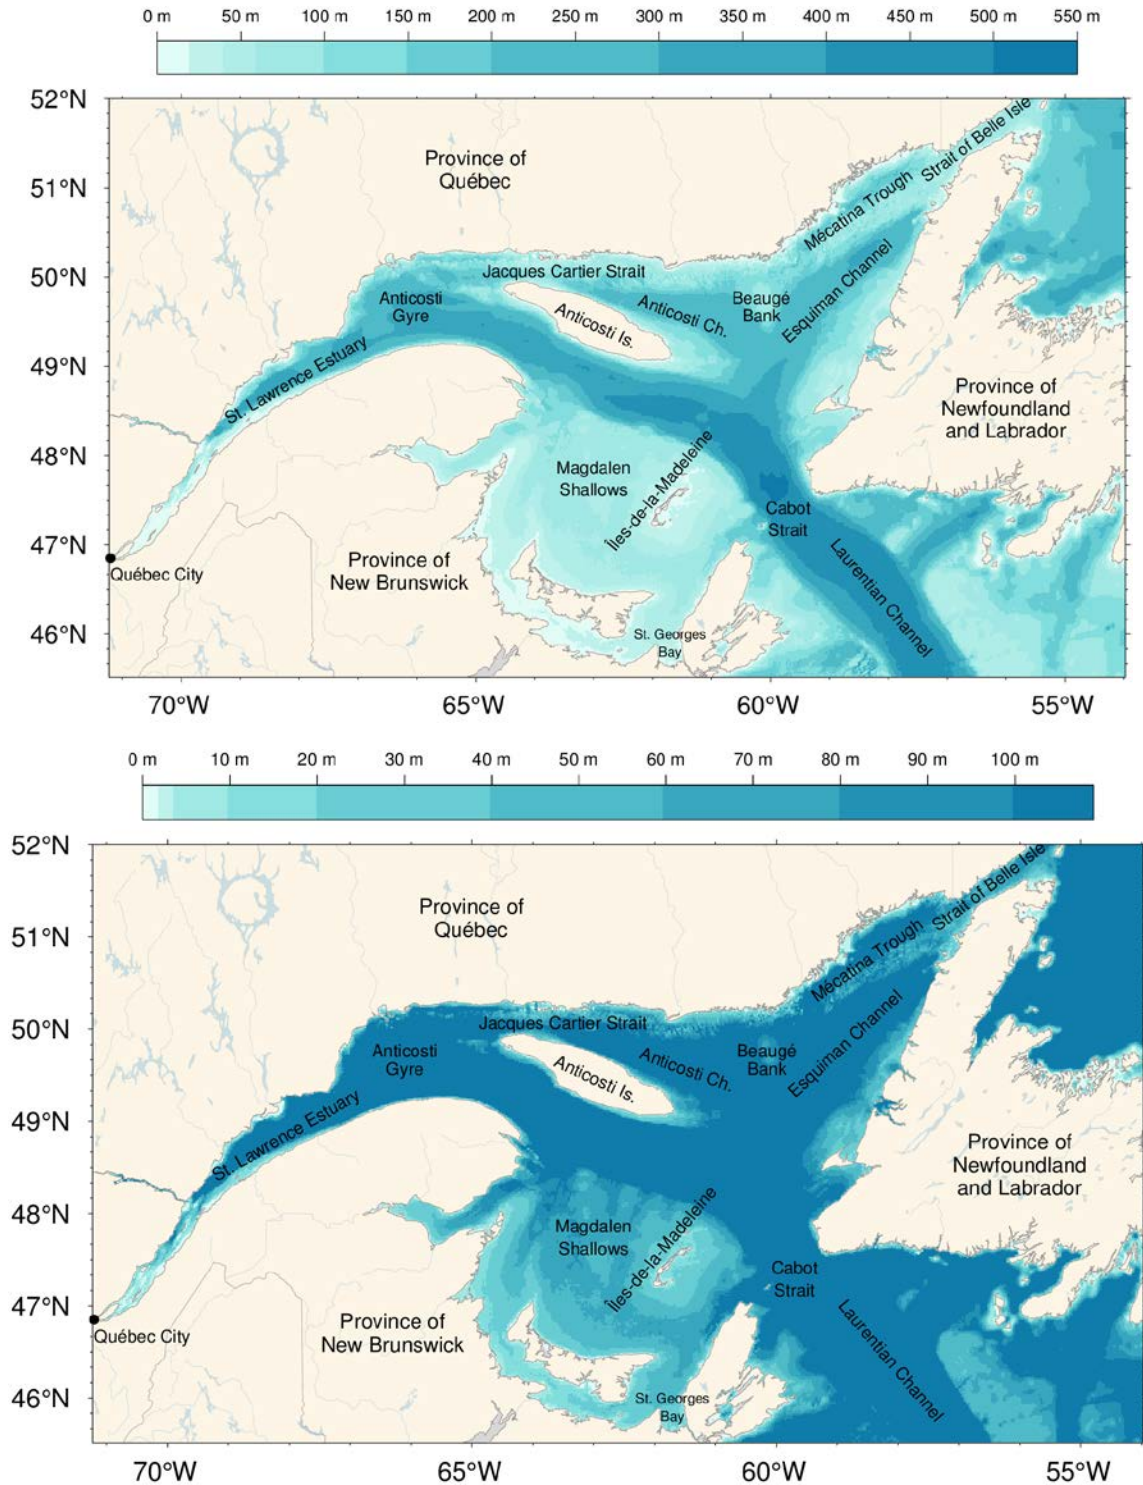 0 m 50 m 100 m 150 m 200 m 250 m 300 m 350 m 400 m 450 m 500 m 550 m
52°N
Strait of Belle Isle
Province of
Québec
51°N
Mécatina Trough
50°N
Jacques Cartier Strait
Esquiman Channel
Anticosti
Gyre
Anticosti Is.
Anticosti Ch.
Beaugé
Bank
49°N
St. Lawrence Estuary
Province of
Newfoundland
and Labrador
48°N
Magdalen
Shallows
Îles-de-la-Madeleine
Cabot
Strait
47°N
Québec City
Province of
New Brunswick
Laurentian Channel
46°N
St. Georges
Bay
70°W 65°W 60°W 55°W
0 m 10 m 20 m 30 m 40 m 50 m 60 m 70 m 80 m 90 m 100 m
52°N
Strait of Belle Isle
Province of
Québec
51°N
Mécatina Trough
50°N
Jacques Cartier Strait
Esquiman Channel
Anticosti
Gyre
Anticosti Is.
Anticosti Ch.
Beaugé
Bank
49°N
St. Lawrence Estuary
Province of
Newfoundland
and Labrador
48°N
Magdalen
Shallows
Îles-de-la-Madeleine
Cabot
Strait
47°N
Québec City
Province of
New Brunswick
Laurentian Channel
46°N
St. Georges
Bay
70°W 65°W 60°W 55°W